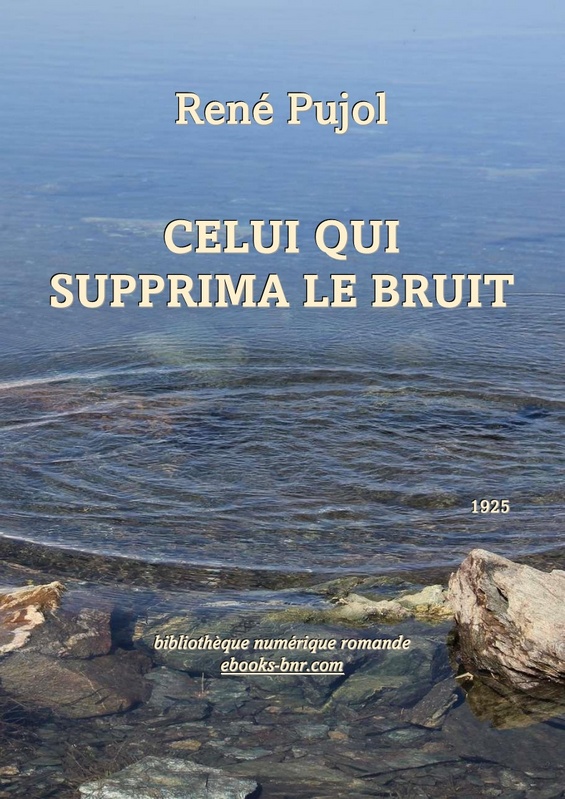 René Pujol
CELUI QUI
SUPPRIMA LE BRUIT
1925
bibliothèque numérique romande
ebooks-bnr.com